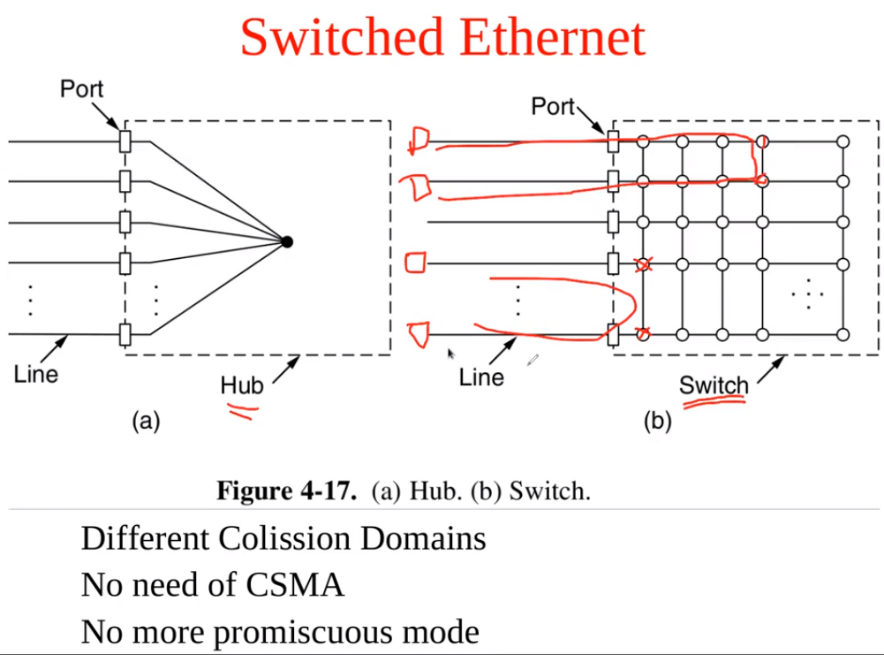 Switched Ethernet
Port
Port
Line
Hub
Line
Switch
(a)
(b)
Figure 4-17. (a) Hub. (b) Switch.
Different Colission Domains
No need of CSMA
No more promiscuous mode